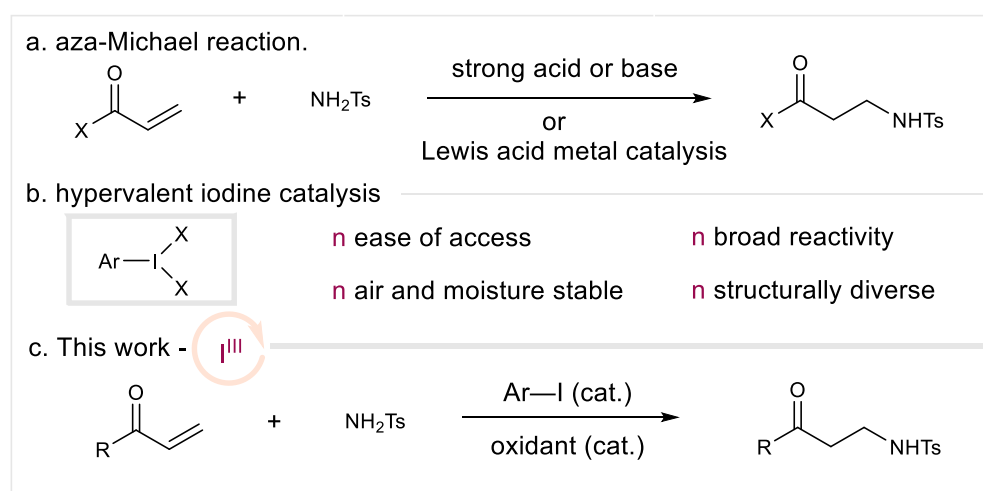 a. aza-Michael reaction.
O
X
+
NH₂Ts
strong acid or base
or
Lewis acid metal catalysis
O
X
NHTs
b. hypervalent iodine catalysis
X
Ar—I
X
n ease of access
n broad reactivity
n air and moisture stable
n structurally diverse
c. This work - Iᴵᴵᴵ
O
R
+
NH₂Ts
Ar—I (cat.)
oxidant (cat.)
O
R
NHTs